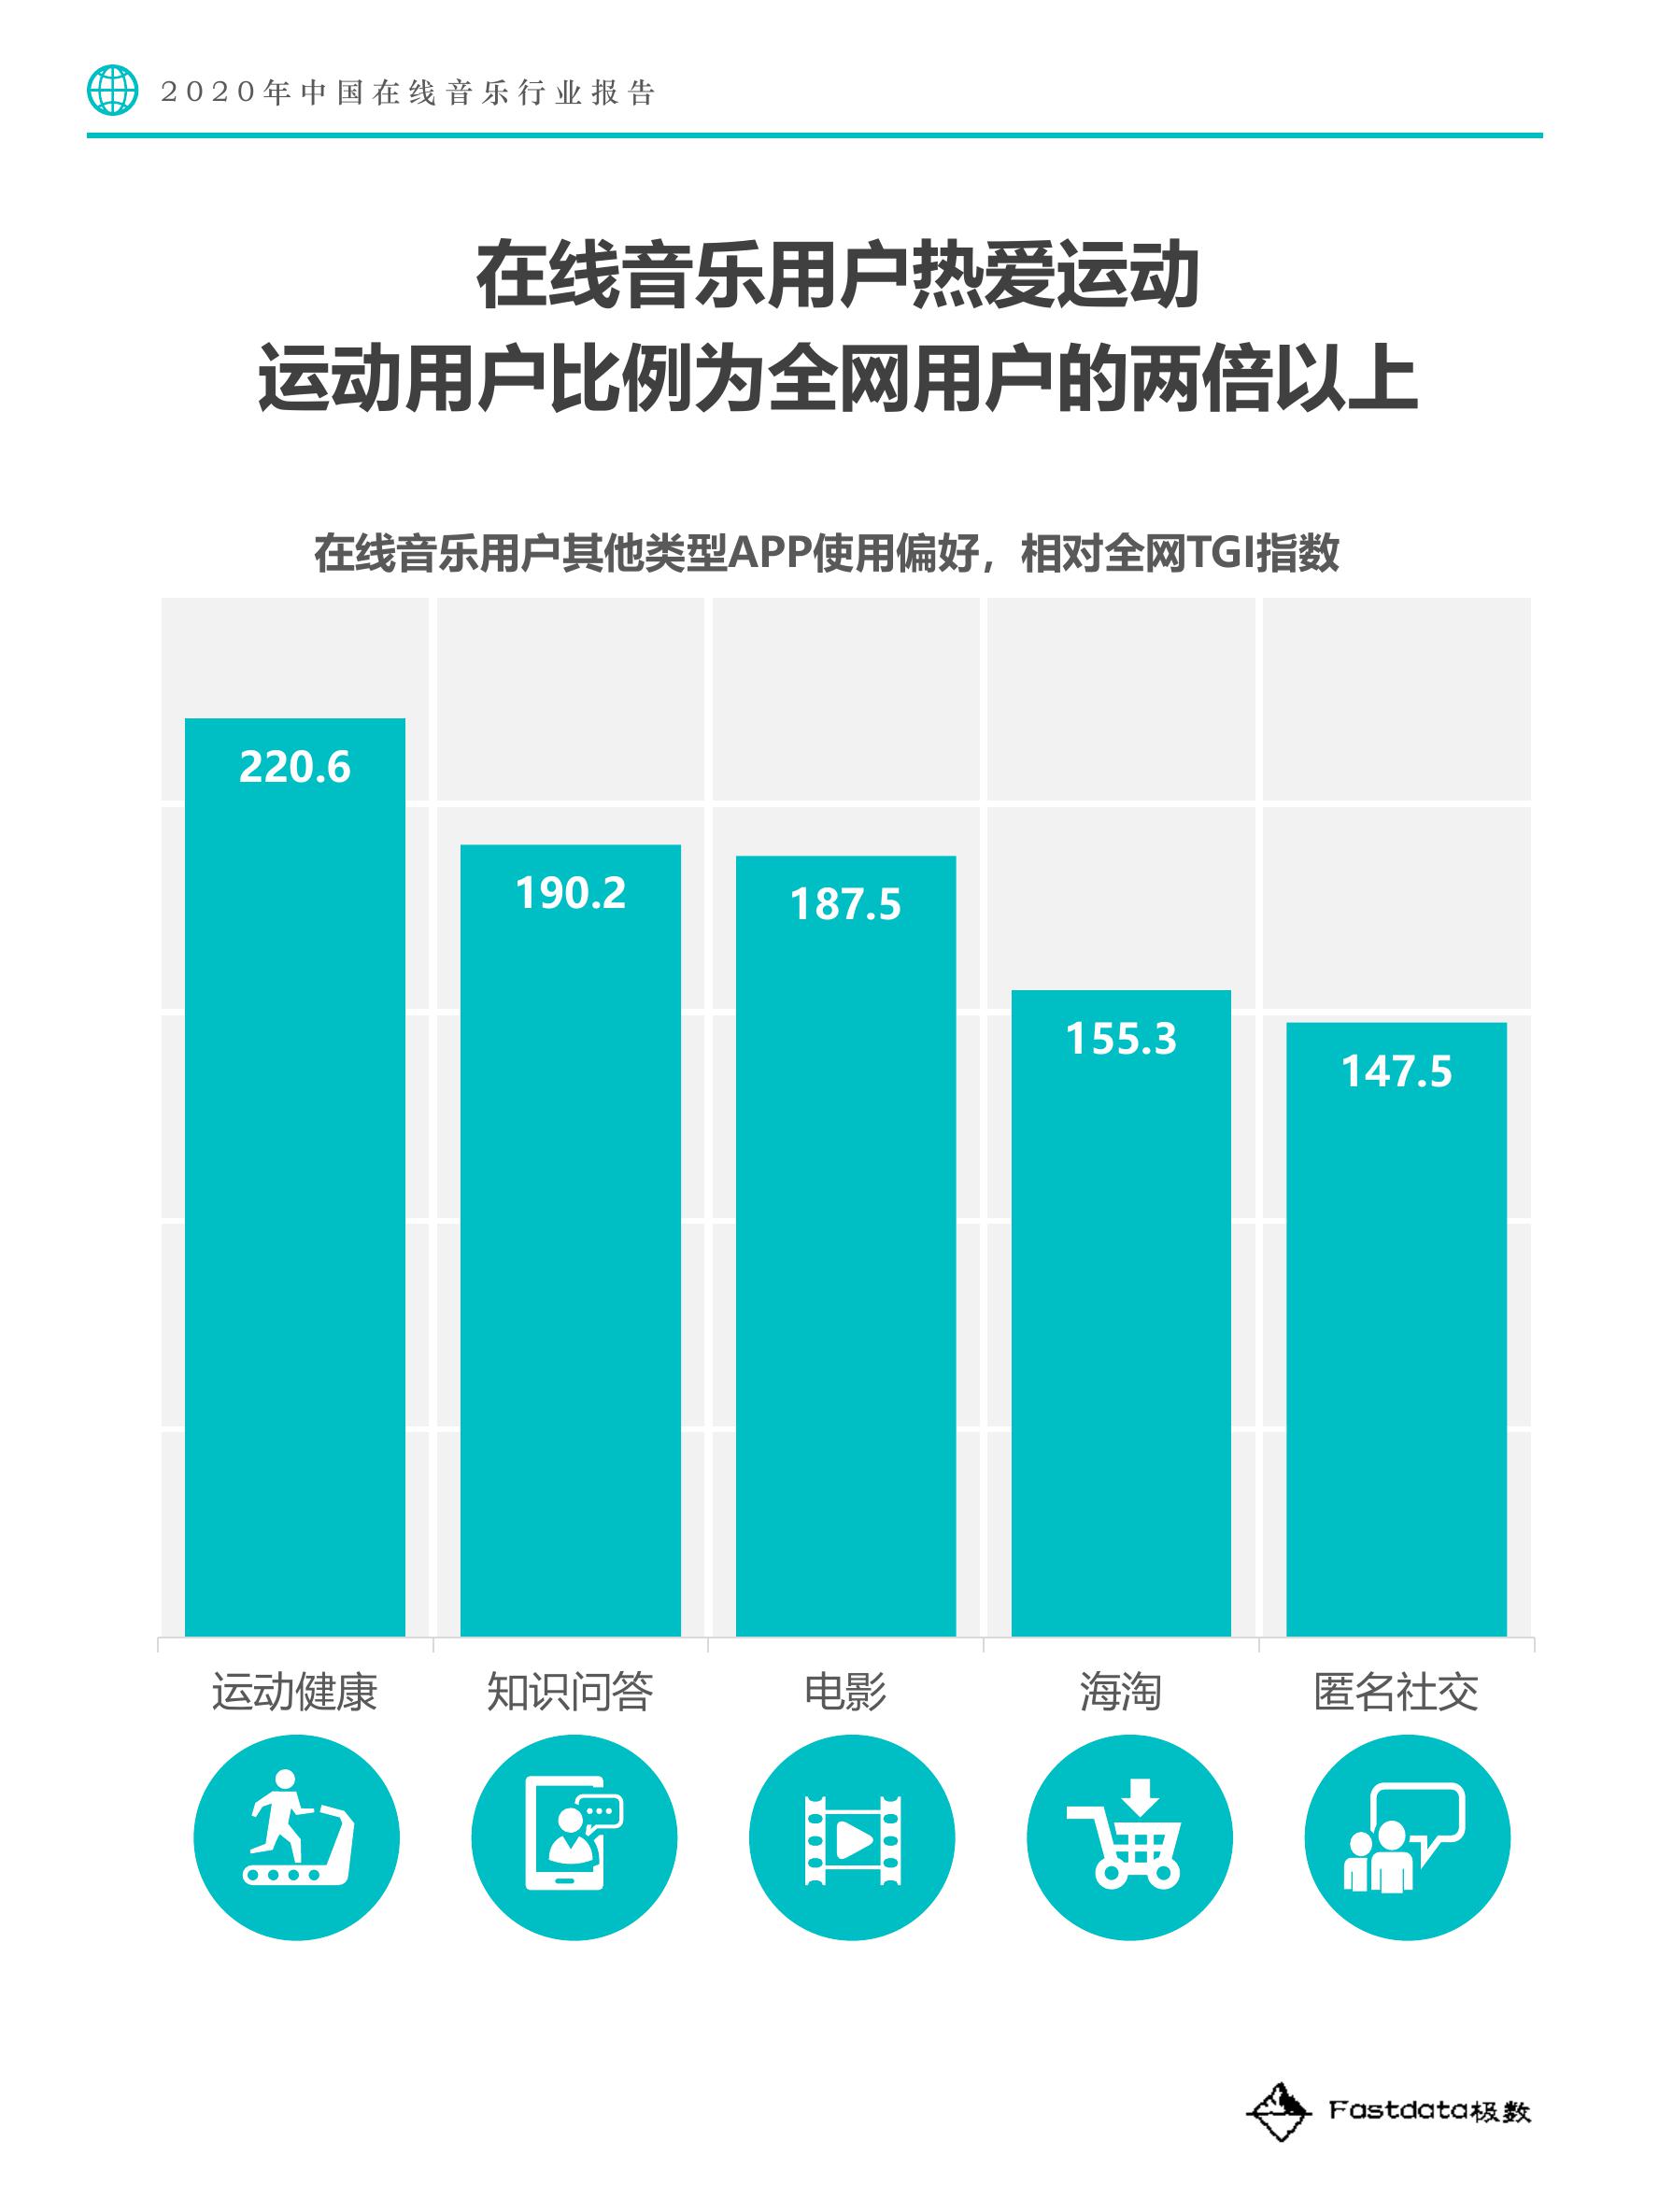 2020年中国在线音乐行业报告
在线音乐用户热爱运动
运动用户比例为全网用户的两倍以上
在线音乐用户其他类型APP使用偏好，相对全网TGI指数
220.6
190.2
187.5
155.3
147.5
运动健康
知识问答
电影
海淘
匿名社交
Fastdata极数